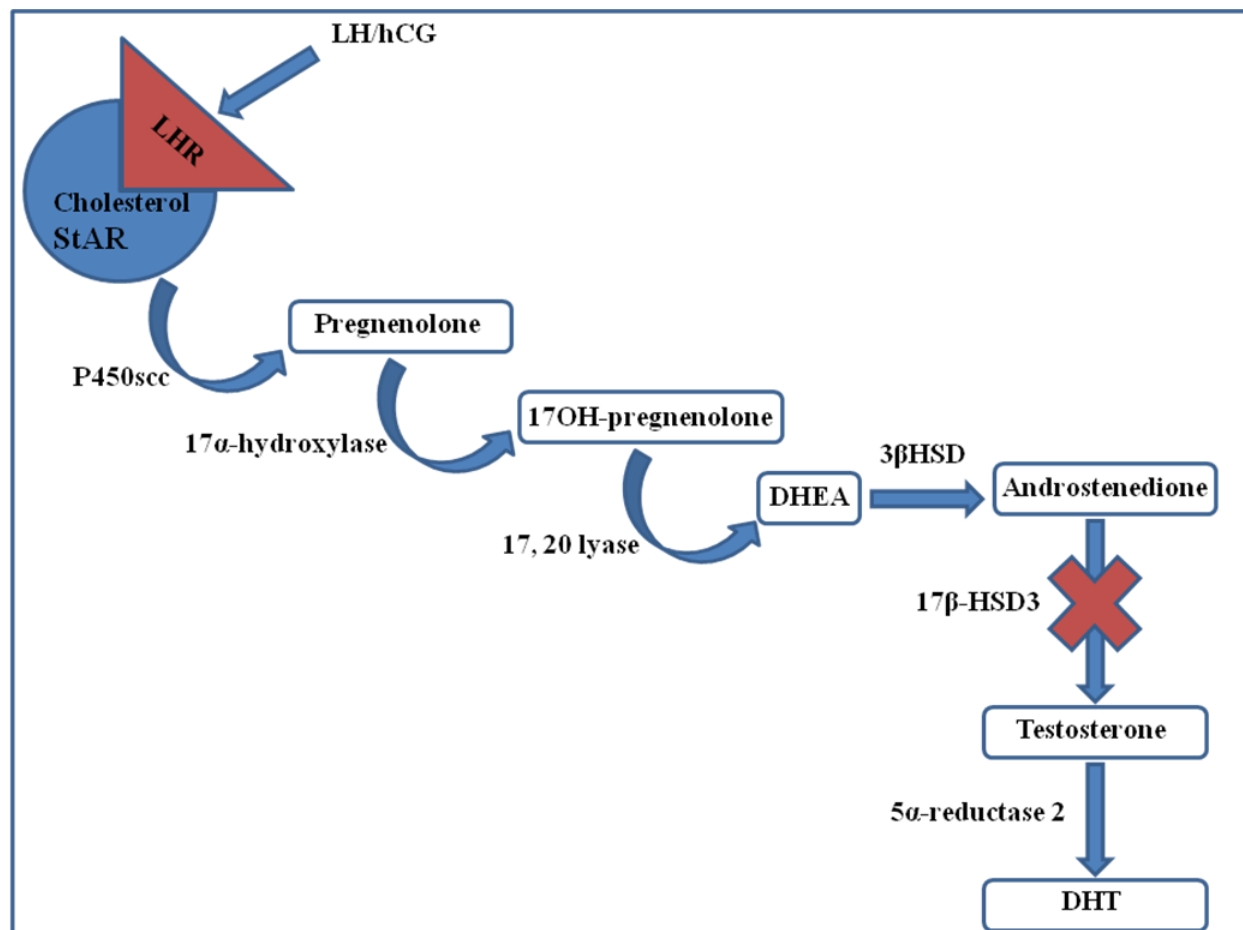 LH/hCG
LHR
Cholesterol
StAR
Pregnenolone
P450scc
17α-hydroxylase
17OH-pregnenolone
3βHSD
DHEA
Androstenedione
17, 20 lyase
17β-HSD3
Testosterone
5α-reductase 2
DHT